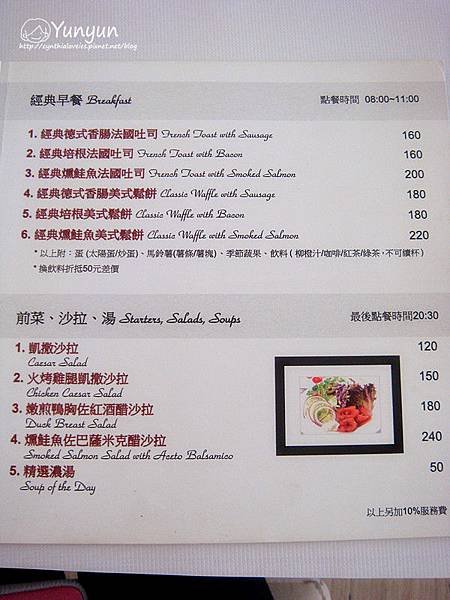 Yunyun
http://cynthialoveies.pixnet.net/blog
經典早餐 Breakfast 點餐時間 08:00~11:00
1. 經典德式香腸法國吐司 French Toast with Sausage 160
2. 經典培根法國吐司 French Toast with Bacon 160
3. 經典燻鮭魚法國吐司 French Toast with Smoked Salmon 200
4. 經典德式香腸美式鬆餅 Classic Waffle with Sausage 180
5. 經典培根美式鬆餅 Classic Waffle with Bacon 180
6. 經典燻鮭魚美式鬆餅 Classic Waffle with Smoked Salmon 220
*以上附：蛋 (太陽蛋/炒蛋)、馬鈴薯(薯條/薯塊)、季節蔬果、飲料 ( 柳橙汁/咖啡/紅茶/綠茶，不可續杯)
*換飲料折抵50元差價
前菜、沙拉、湯 Starters, Salads, Soups 最後點餐時間20:30
1. 凱撒沙拉 120
Caesar Salad
2. 火烤雞腿凱撒沙拉 150
Chicken Caesar Salad
3. 嫩煎鴨胸佐紅酒醋沙拉 180
Duck Breast Salad
4. 燻鮭魚佐巴薩米克醋沙拉 240
Smoked Salmon Salad with Aceto Balsamico
5. 精選濃湯 50
Soup of the Day
以上另加10%服務費